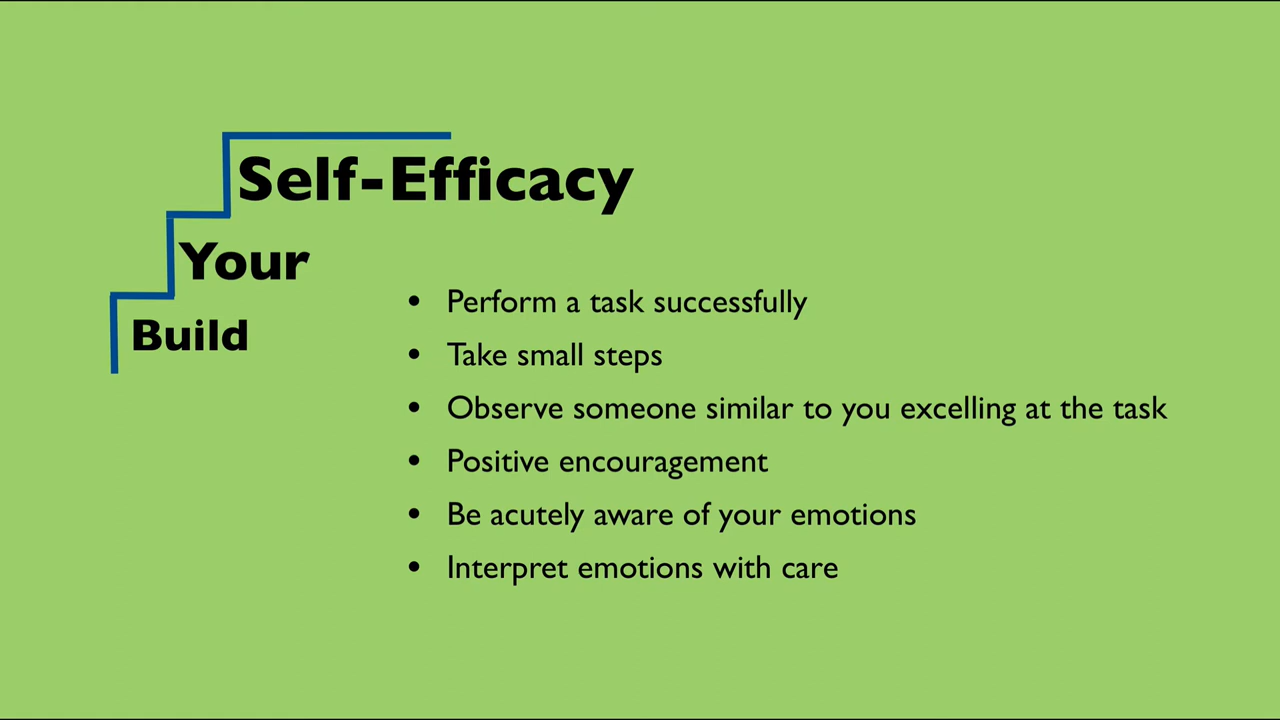 Self-Efficacy
Your
Build
• Perform a task successfully
• Take small steps
• Observe someone similar to you excelling at the task
• Positive encouragement
• Be acutely aware of your emotions
• Interpret emotions with care